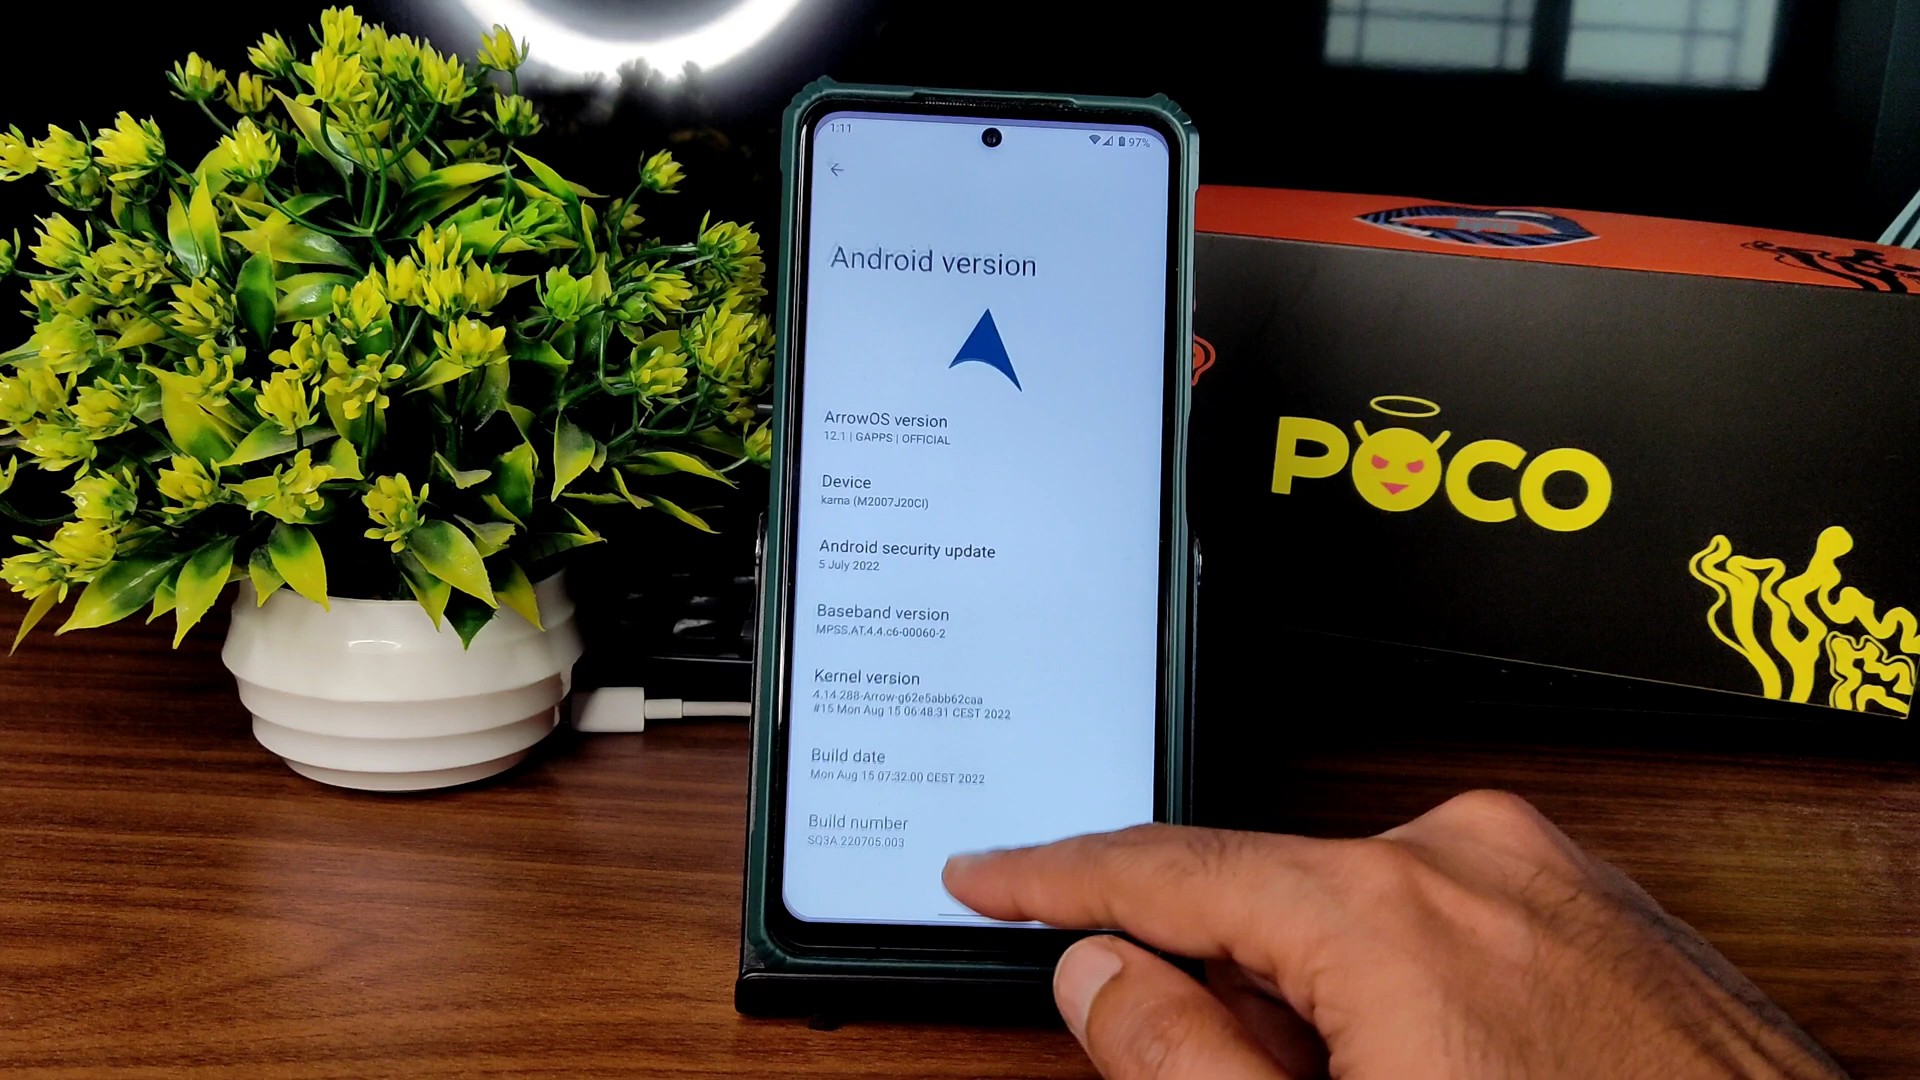 1:11
97%
Android version
ArrowOS version
12.1 | GAPPS | OFFICIAL
Device
karna (M2007J20CI)
Android security update
5 July 2022
Baseband version
MPSS.AT.4.4.c6-00060-2
Kernel version
4.14.288-Arrow-g62e5abb62caa
#15 Mon Aug 15 06:48:31 CEST 2022
Build date
Mon Aug 15 07:32:00 CEST 2022
Build number
SQ3A.220705.003
POCO